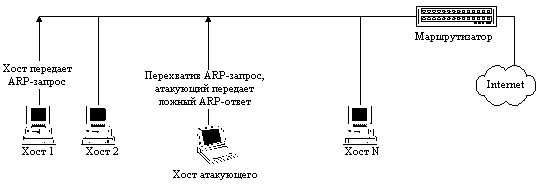 Маршрутизатор
Хост передает
ARP-запрос
Перехватив ARP-запрос,
атакующий передает
ложный ARP-ответ
Internet
Хост 1
Хост 2
Хост N
Хост атакующего